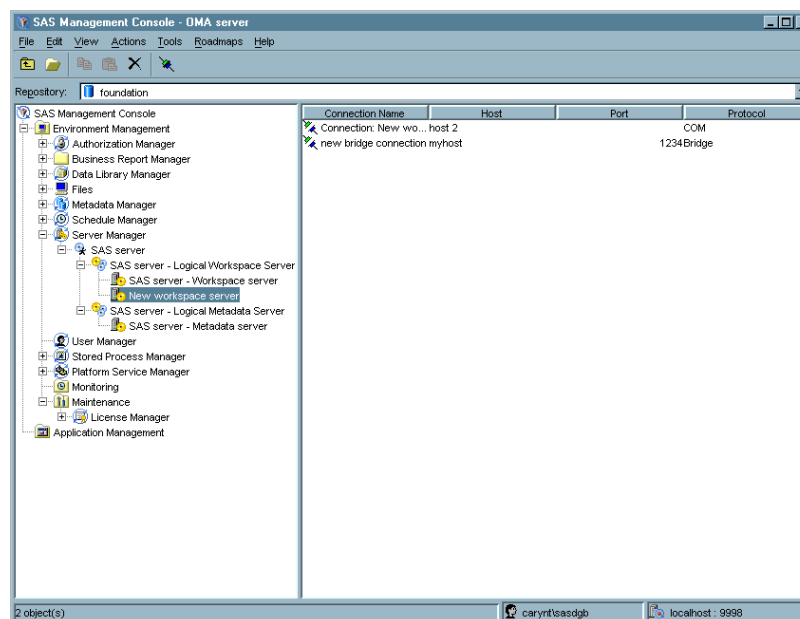 SAS Management Console - OMA server
File Edit View Actions Tools Roadmaps Help
Repository: foundation
SAS Management Console
Environment Management
Authorization Manager
Business Report Manager
Data Library Manager
Files
Metadata Manager
Schedule Manager
Server Manager
SAS server
SAS server - Logical Workspace Server
SAS server - Workspace server
New workspace server
SAS server - Logical Metadata Server
SAS server - Metadata server
User Manager
Stored Process Manager
Platform Service Manager
Monitoring
Maintenance
License Manager
Application Management
Connection Name Host Port Protocol
Connection: New wo... host 2 COM
new bridge connection myhost 1234 Bridge
2 object(s) carynt\sasdgb localhost : 9998